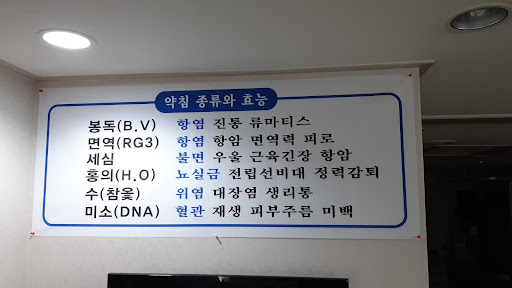 약침 종류와 효능
봉독(B.V) 항염 진통 류마티스
면역(RG3) 항염 항암 면역력 피로
세심 불면 우울 근육긴장 항암
홍의(H.O) 뇨실금 전립선비대 정력감퇴
수(참옻) 위염 대장염 생리통
미소(DNA) 혈관 재생 피부주름 미백